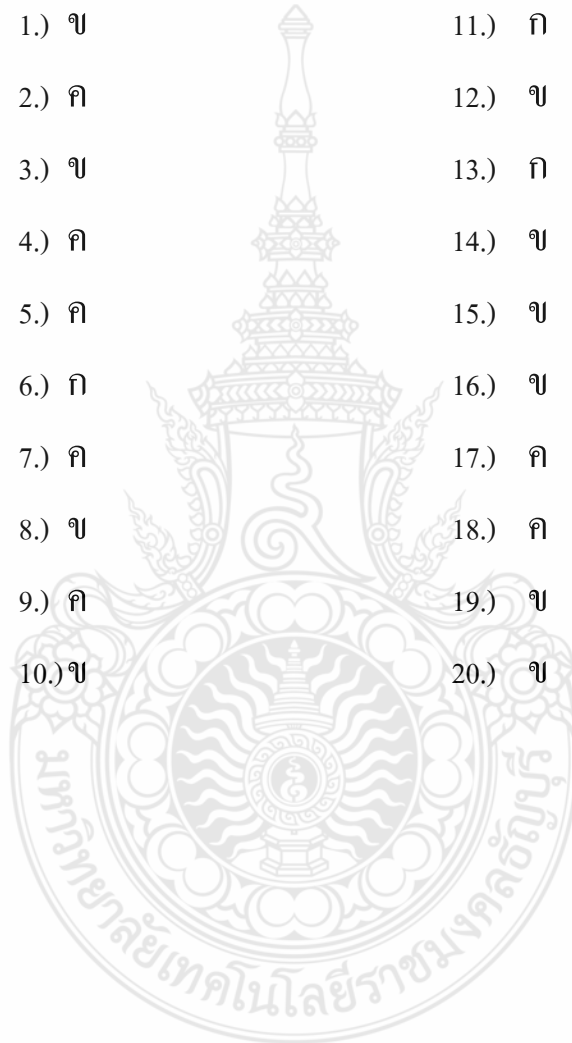 1.) ข
2.) ค
3.) ข
4.) ค
5.) ค
6.) ก
7.) ค
8.) ข
9.) ค
10.) ข
11.) ก
12.) ข
13.) ก
14.) ข
15.) ข
16.) ข
17.) ค
18.) ค
19.) ข
20.) ข
มหาวิทยาลัยเทคโนโลยีราชมงคลธัญบุรี